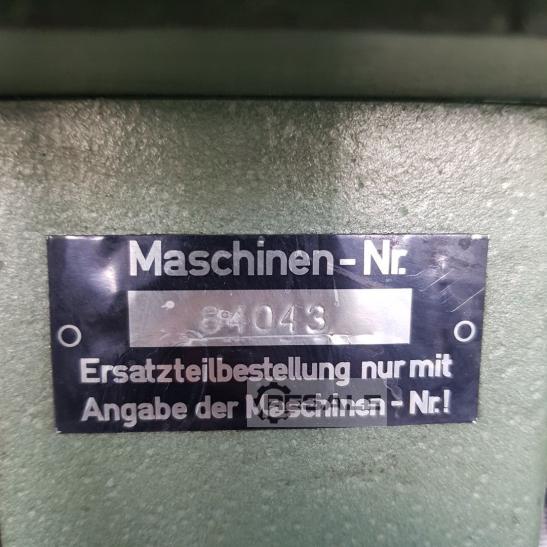 Maschinen-Nr.
84043
Ersatzteilbestellung nur mit
Angabe der Maschinen-Nr.!